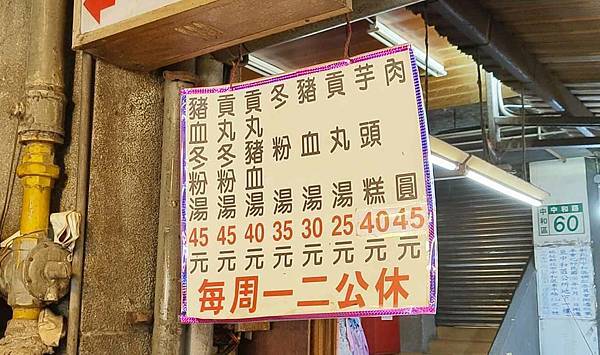 肉圓45元
芋頭糕40元
貢丸湯25元
豬血湯30元
冬粉湯35元
貢丸豬血湯40元
貢丸冬粉湯45元
豬血冬粉湯45元
每周一二公休
中和路
中和區
60